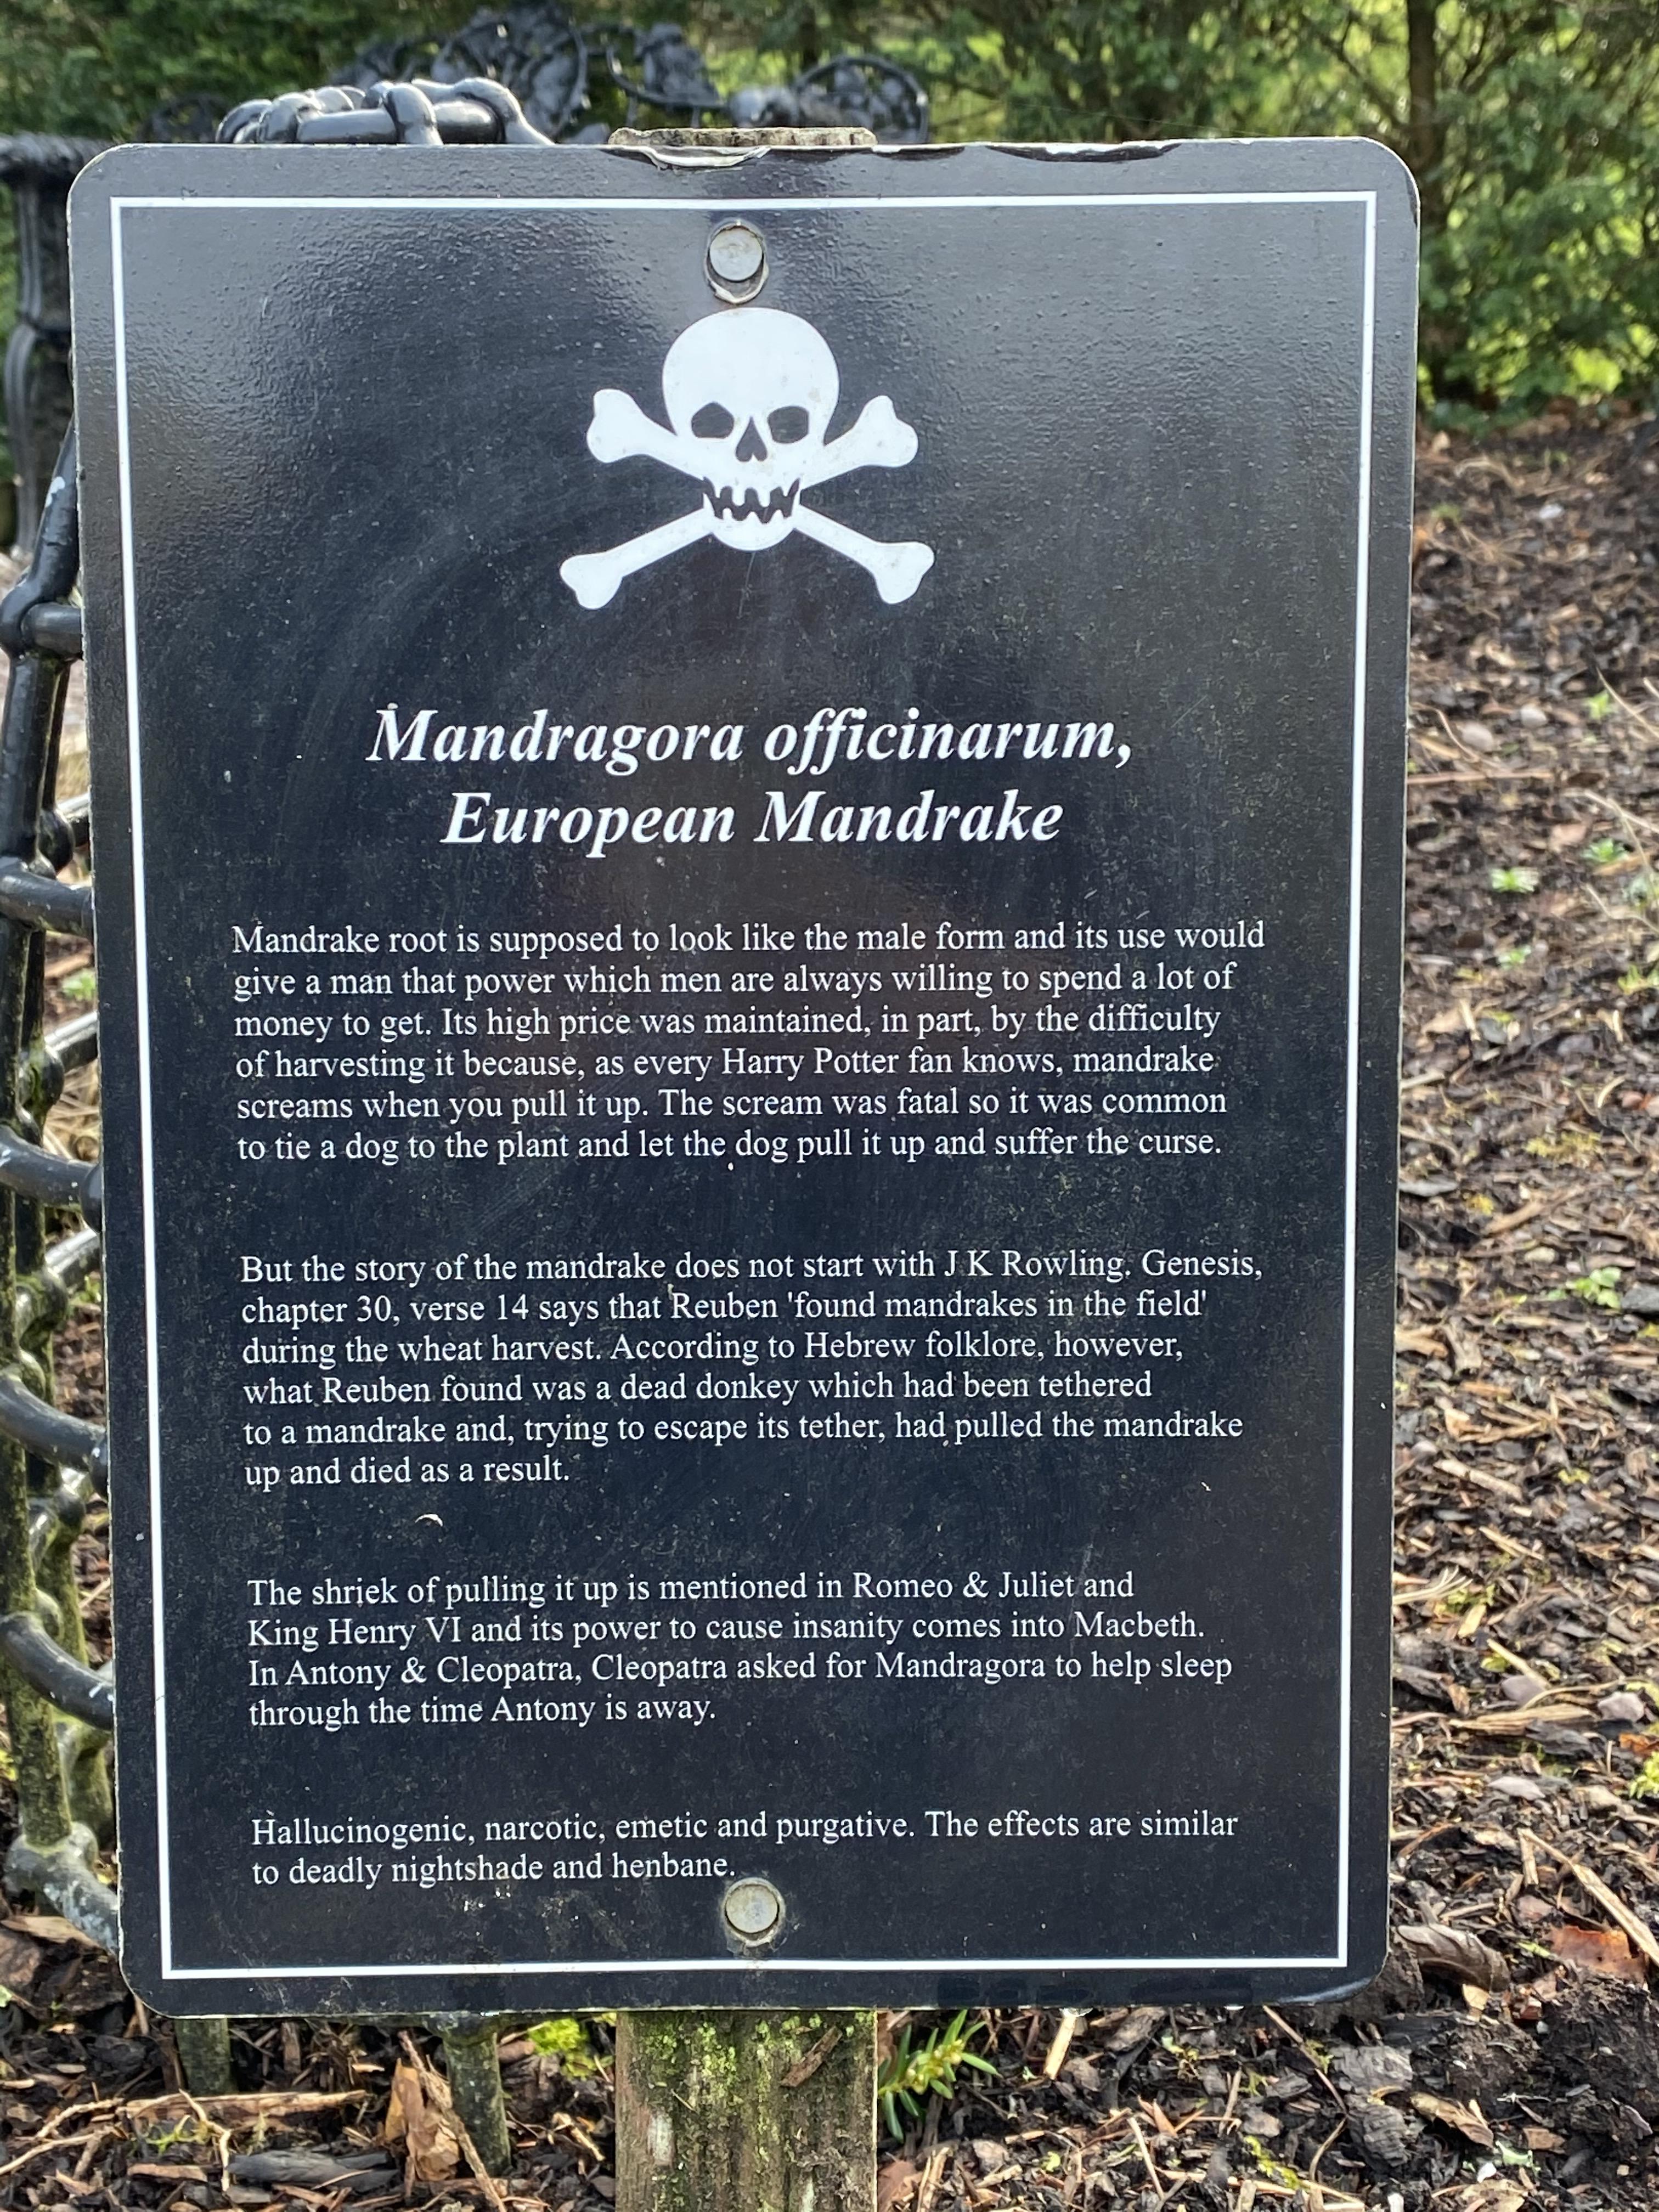 Mandragora officinarum,
European Mandrake
Mandrake root is supposed to look like the male form and its use would
give a man that power which men are always willing to spend a lot of
money to get. Its high price was maintained, in part, by the difficulty
of harvesting it because, as every Harry Potter fan knows, mandrake
screams when you pull it up. The scream was fatal so it was common
to tie a dog to the plant and let the dog pull it up and suffer the curse.
But the story of the mandrake does not start with J K Rowling. Genesis,
chapter 30, verse 14 says that Reuben 'found mandrakes in the field'
during the wheat harvest. According to Hebrew folklore, however,
what Reuben found was a dead donkey which had been tethered
to a mandrake and, trying to escape its tether, had pulled the mandrake
up and died as a result.
The shriek of pulling it up is mentioned in Romeo & Juliet and
King Henry VI and its power to cause insanity comes into Macbeth.
In Antony & Cleopatra, Cleopatra asked for Mandragora to help sleep
through the time Antony is away.
Hallucinogenic, narcotic, emetic and purgative. The effects are similar
to deadly nightshade and henbane.